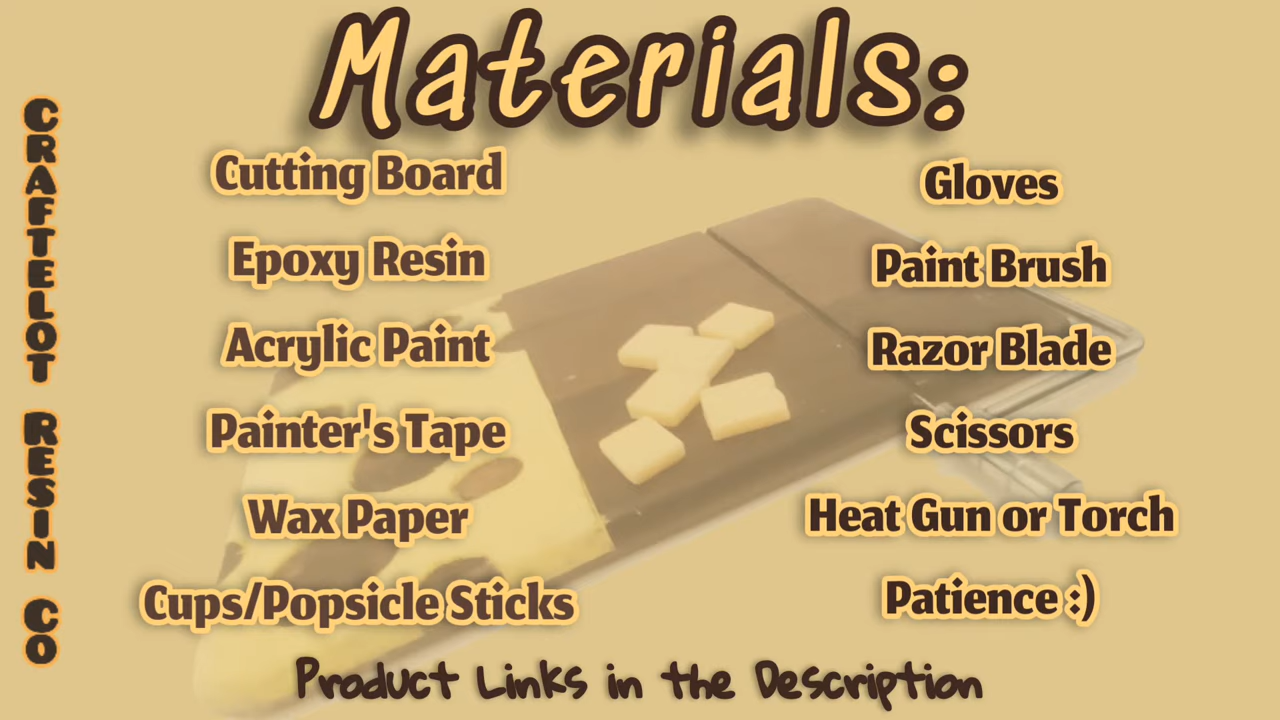 Materials:
Cutting Board
Epoxy Resin
Acrylic Paint
Painter's Tape
Wax Paper
Cups/Popsicle Sticks
Gloves
Paint Brush
Razor Blade
Scissors
Heat Gun or Torch
Patience :)
Product Links in the Description
CRAFTELOT RESIN CO